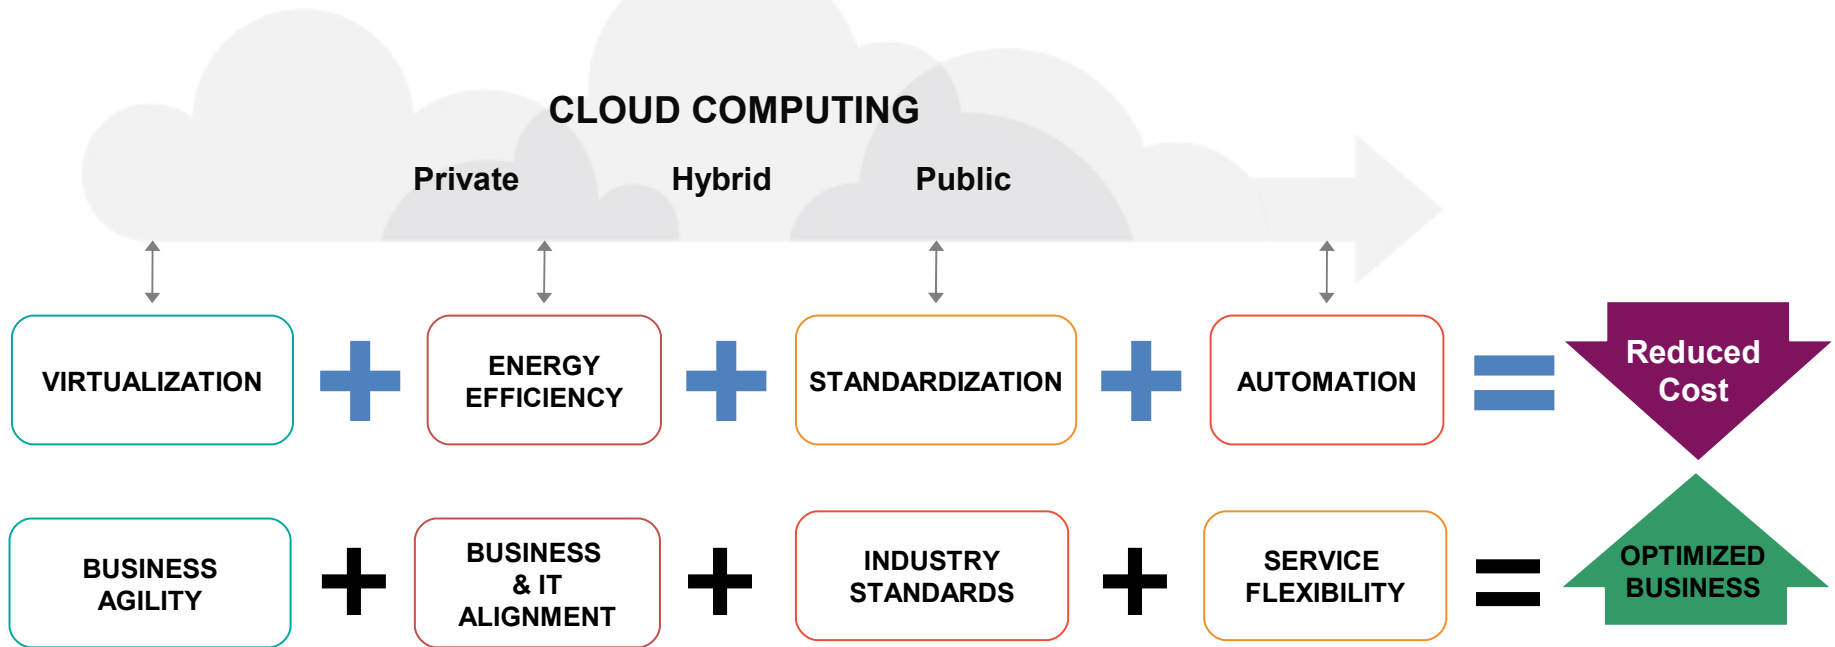 CLOUD COMPUTING
Private Hybrid Public
VIRTUALIZATION
ENERGY
EFFICIENCY
STANDARDIZATION
AUTOMATION
Reduced
Cost
BUSINESS
AGILITY
BUSINESS
& IT
ALIGNMENT
INDUSTRY
STANDARDS
SERVICE
FLEXIBILITY
OPTIMIZED
BUSINESS